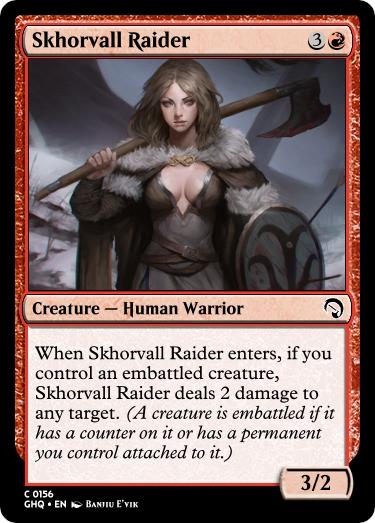 Skhorvall Raider 3
Creature — Human Warrior
When Skhorvall Raider enters, if you
control an embattled creature,
Skhorvall Raider deals 2 damage to
any target. (A creature is embattled if it
has a counter on it or has a permanent
you control attached to it.)
3/2
C 0156
GHQ • EN Banjiu E'vik